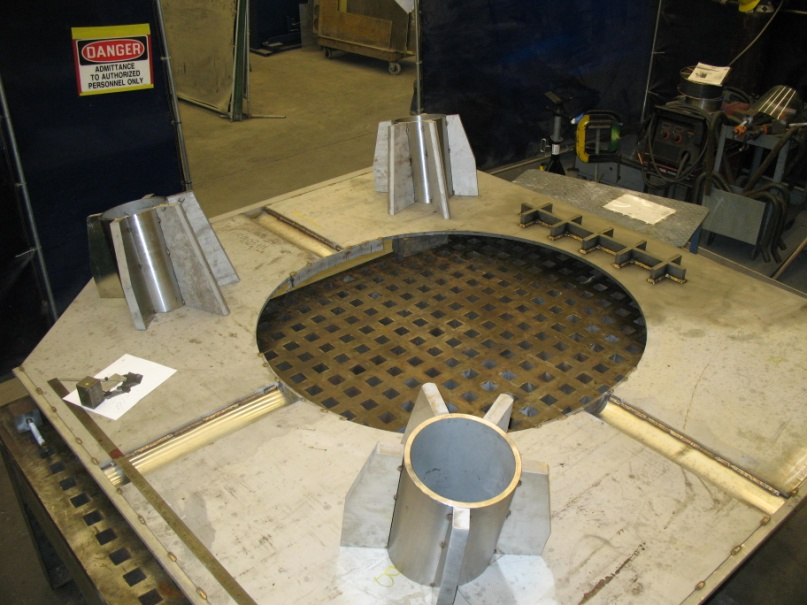 DANGER
ADMITTANCE
TO AUTHORIZED
PERSONNEL ONLY